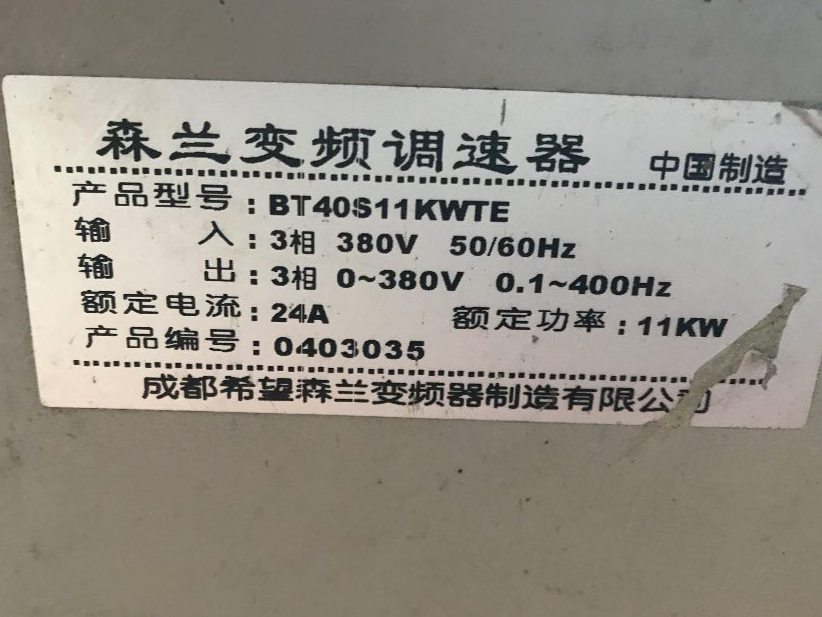 森兰变频调速器 中国制造
产品型号:BT40S11KWTE
输 入:3相 380V 50/60Hz
输 出:3相 0~380V 0.1~400Hz
额定电流:24A 额定功率:11KW
产品编号:0403035
成都希望森兰变频器制造有限公司